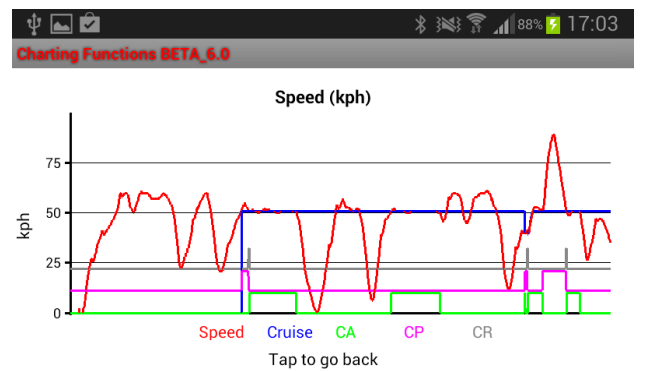 88% 17:03
Charting Functions BETA_6.0
Speed (kph)
75
50
25
0
kph
Speed Cruise CA CP CR
Tap to go back